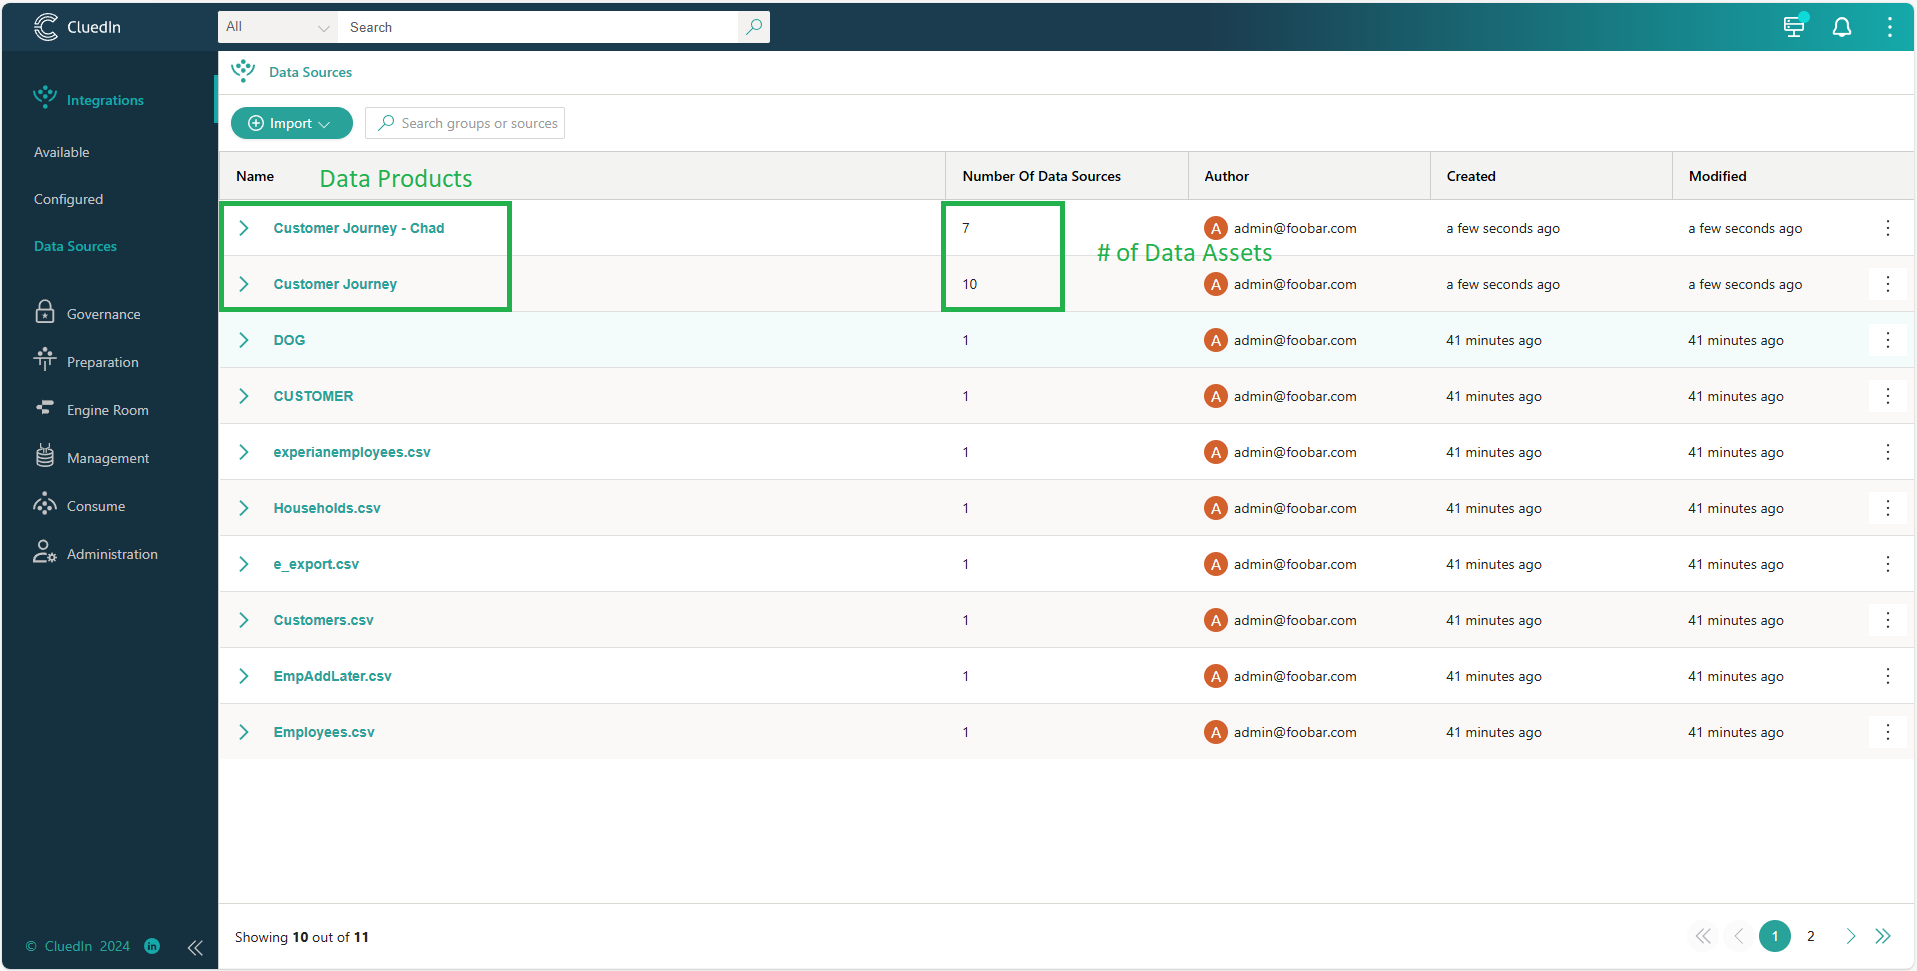 CluedIn
All
Search
Integrations
Available
Configured
Data Sources
Governance
Preparation
Engine Room
Management
Consume
Administration
© CluedIn 2024 in
Data Sources
Import
Search groups or sources
Name Data Products Number Of Data Sources Author Created Modified
Customer Journey - Chad 7 A admin@foobar.com a few seconds ago a few seconds ago
# of Data Assets
Customer Journey 10 A admin@foobar.com a few seconds ago a few seconds ago
DOG 1 A admin@foobar.com 41 minutes ago 41 minutes ago
CUSTOMER 1 A admin@foobar.com 41 minutes ago 41 minutes ago
experianemployees.csv 1 A admin@foobar.com 41 minutes ago 41 minutes ago
Households.csv 1 A admin@foobar.com 41 minutes ago 41 minutes ago
e_export.csv 1 A admin@foobar.com 41 minutes ago 41 minutes ago
Customers.csv 1 A admin@foobar.com 41 minutes ago 41 minutes ago
EmpAddLater.csv 1 A admin@foobar.com 41 minutes ago 41 minutes ago
Employees.csv 1 A admin@foobar.com 41 minutes ago 41 minutes ago
Showing 10 out of 11
1 2